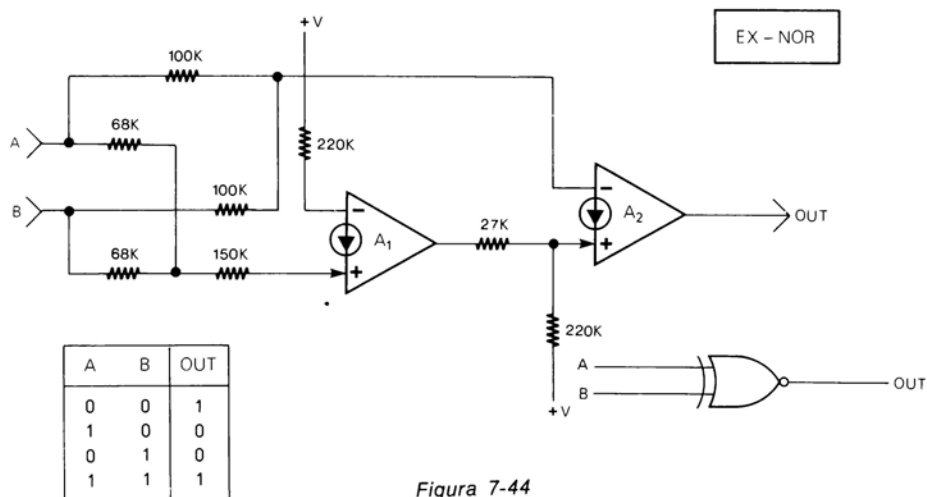 +V
EX – NOR
100K
68K
A
220K
100K
B
68K
150K
–
+
A1
27K
–
+
A2
OUT
220K
+V
A
B
OUT
A B OUT
0 0 1
1 0 0
0 1 0
1 1 1
Figura 7-44